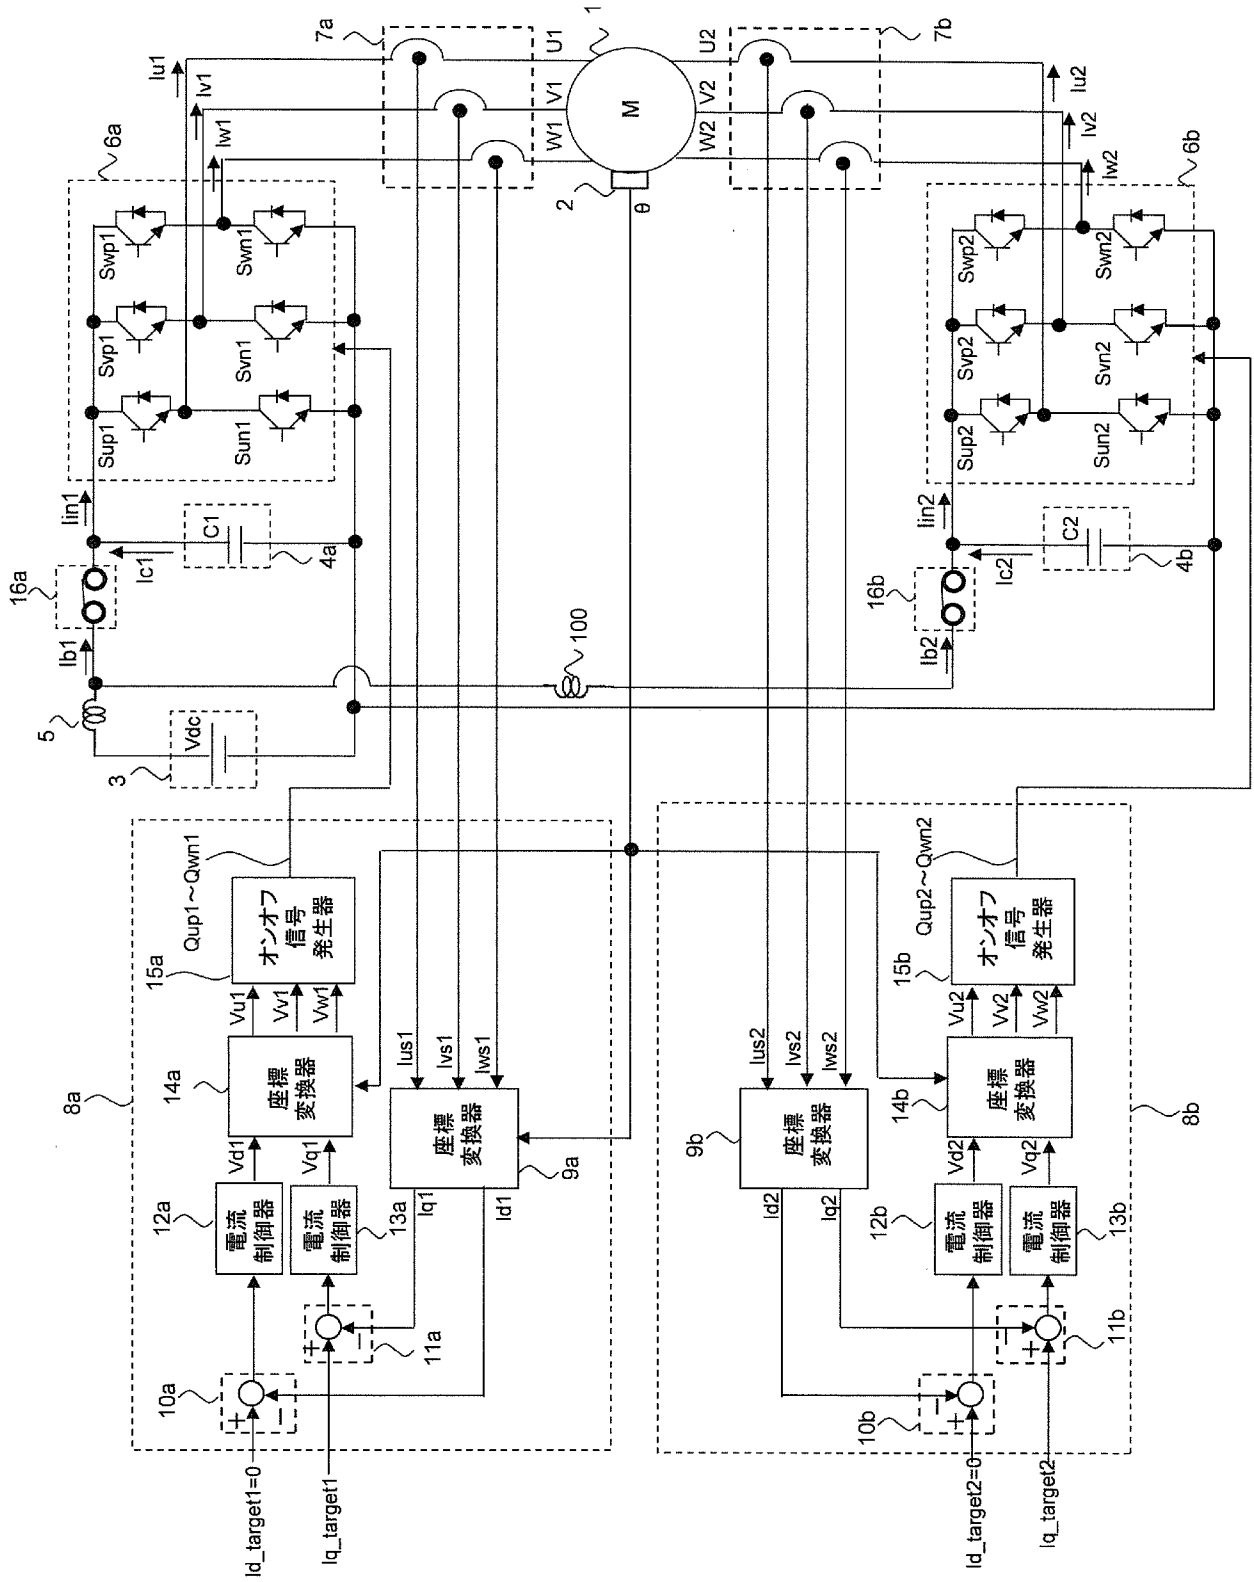 8a
Id_target1=0
Iq_target1
10a
+
−
11a
+
−
12a
電流
制御器
13a
電流
制御器
Vd1
Vq1
14a
座標
変換器
Vu1
Vv1
Vw1
15a
オンオフ
信号
発生器
Qup1～Qwn1
Iq1
Id1
9a
座標
変換器
Ius1
Ivs1
Iws1
3
Vdc
5
Ib1
16a
Ic1
C1
4a
Iin1
6a
Sup1
Svp1
Swp1
Sun1
Svn1
Swn1
Iu1
Iv1
Iw1
7a
U1
V1
W1
1
M
2
θ
U2
V2
W2
7b
Iu2
Iv2
Iw2
6b
Sup2
Svp2
Swp2
Sun2
Svn2
Swn2
100
Ib2
16b
Ic2
C2
4b
Iin2
8b
Id_target2=0
Iq_target2
10b
−
+
11b
−
+
12b
電流
制御器
13b
電流
制御器
Vd2
Vq2
14b
座標
変換器
Vu2
Vv2
Vw2
15b
オンオフ
信号
発生器
Qup2～Qwn2
Id2
Iq2
9b
座標
変換器
Ius2
Ivs2
Iws2